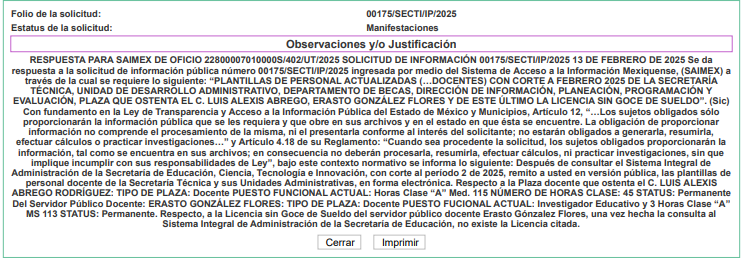 Folio de la solicitud: 00175/SECTI/IP/2025
Estatus de la solicitud: Manifestaciones
Observaciones y/o Justificación
RESPUESTA PARA SAIMEX DE OFICIO 22800007010000S/402/UT/2025 SOLICITUD DE INFORMACIÓN 00175/SECTI/IP/2025 13 DE FEBRERO DE 2025 Se da
respuesta a la solicitud de información pública número 00175/SECTI/IP/2025 ingresada por medio del Sistema de Acceso a la Información Mexiquense, (SAIMEX) a
través de la cual se requiere lo siguiente: “PLANTILLAS DE PERSONAL ACTUALIZADAS (...DOCENTES) CON CORTE A FEBRERO 2025 DE LA SECRETARÍA
TÉCNICA, UNIDAD DE DESARROLLO ADMINISTRATIVO, DEPARTAMENTO DE BECAS, DIRECCIÓN DE INFORMACIÓN, PLANEACIÓN, PROGRAMACIÓN Y
EVALUACIÓN, PLAZA QUE OSTENTA EL C. LUIS ALEXIS ABREGO, ERASTO GONZÁLEZ FLORES Y DE ESTE ÚLTIMO LA LICENCIA SIN GOCE DE SUELDO”. (Sic)
Con fundamento en la Ley de Transparencia y Acceso a la Información Pública del Estado de México y Municipios, Artículo 12, “...Los sujetos obligados sólo
proporcionarán la información pública que se les requiera y que obre en sus archivos y en el estado en que ésta se encuentre. La obligación de proporcionar
información no comprende el procesamiento de la misma, ni el presentarla conforme al interés del solicitante; no estarán obligados a generarla, resumirla,
efectuar cálculos o practicar investigaciones...” y Artículo 4.18 de su Reglamento: “Cuando sea procedente la solicitud, los sujetos obligados proporcionarán la
información, tal como se encuentra en sus archivos; en consecuencia no deberán procesarla, resumirla, efectuar cálculos, ni practicar investigaciones, sin que
implique incumplir con sus responsabilidades de Ley”, bajo este contexto normativo se informa lo siguiente: Después de consultar el Sistema Integral de
Administración de la Secretaría de Educación, Ciencia, Tecnología e Innovación, con corte al periodo 2 de 2025, remito a usted en versión pública, las plantillas de
personal docente de la Secretaría Técnica y sus Unidades Administrativas, en forma electrónica. Respecto a la Plaza docente que ostenta el C. LUIS ALEXIS
ABREGO RODRÍGUEZ: TIPO DE PLAZA: Docente PUESTO FUNCIONAL ACTUAL: Horas Clase “A” Med. 115 NÚMERO DE HORAS CLASE: 45 STATUS: Permanente
Del Servidor Público Docente: ERASTO GONZÁLEZ FLORES: TIPO DE PLAZA: Docente PUESTO FUCIONAL ACTUAL: Investigador Educativo y 3 Horas Clase “A”
MS 113 STATUS: Permanente. Respecto, a la Licencia sin Goce de Sueldo del servidor público docente Erasto Gónzalez Flores, una vez hecha la consulta al
Sistema Integral de Administración de la Secretaría de Educación, no existe la Licencia citada.
Cerrar Imprimir